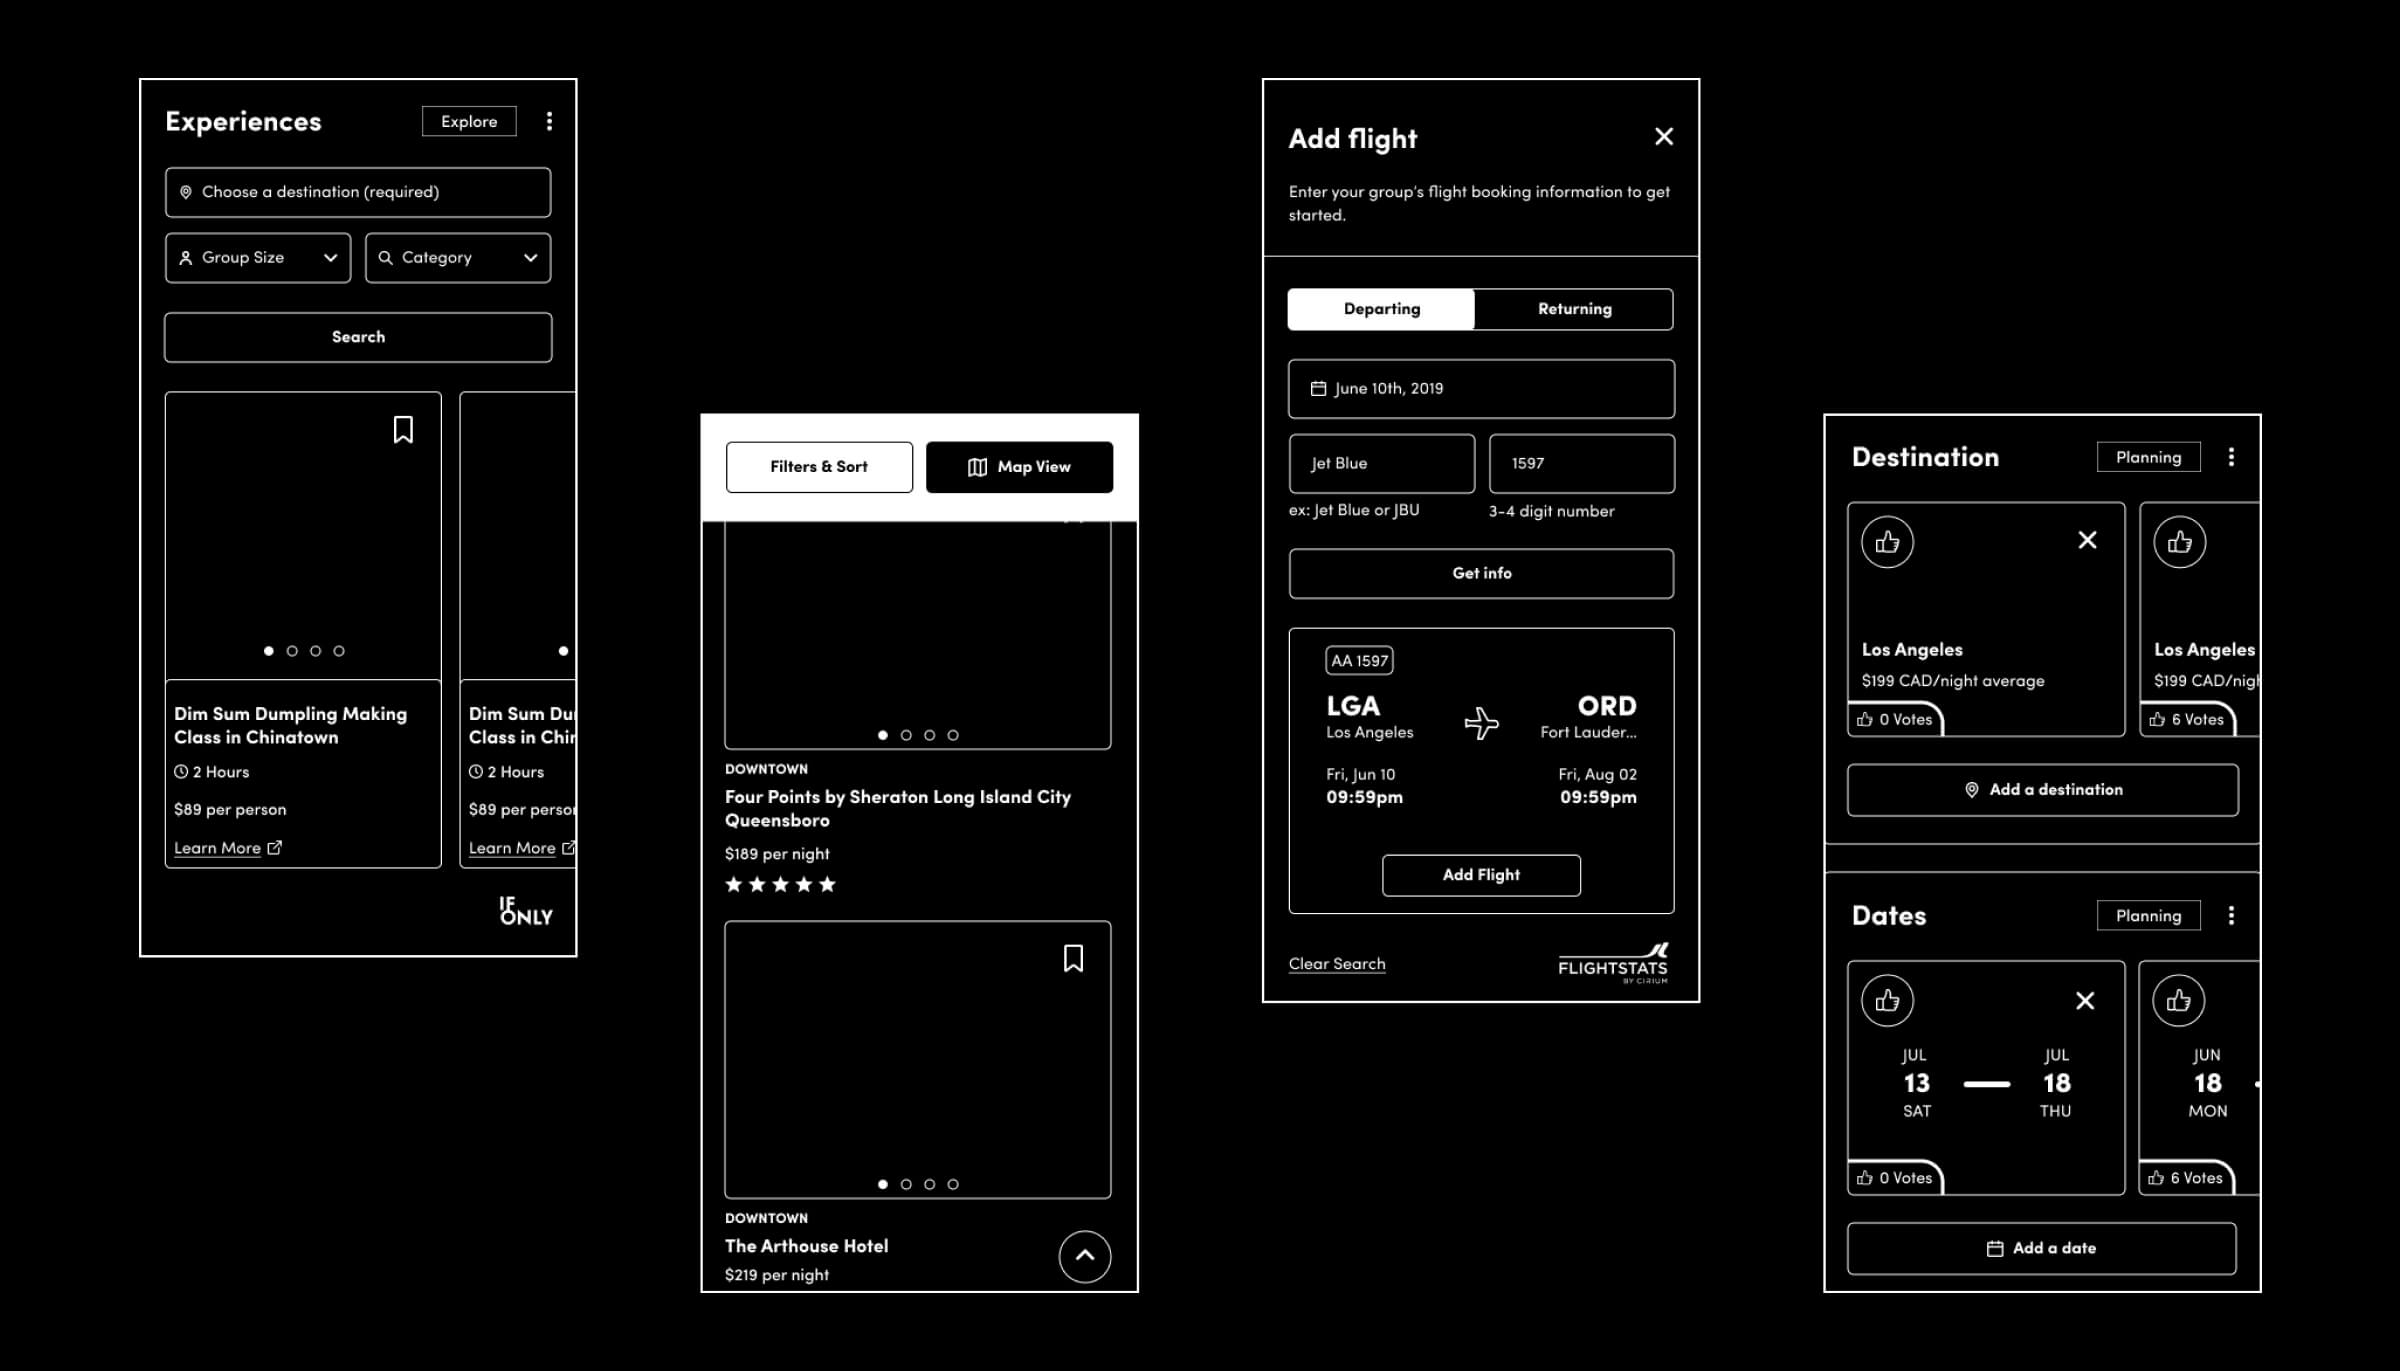 Experiences
Explore
Choose a destination (required)
Group Size
Category
Search
Dim Sum Dumpling Making
Class in Chinatown
2 Hours
$89 per person
Learn More
Dim Sum Du
Class in Chi
2 Hours
$89 per perso
Learn More
IF
ONLY
Filters & Sort
Map View
DOWNTOWN
Four Points by Sheraton Long Island City
Queensboro
$189 per night
DOWNTOWN
The Arthouse Hotel
$219 per night
Add flight
Enter your group's flight booking information to get
started.
Departing
Returning
June 10th, 2019
Jet Blue
1597
ex: Jet Blue or JBU
3-4 digit number
Get info
AA 1597
LGA
ORD
Los Angeles
Fort Lauder...
Fri, Jun 10
Fri, Aug 02
09:59pm
09:59pm
Add Flight
Clear Search
FLIGHTSTATS
BY CIRIUM
Destination
Planning
Los Angeles
$199 CAD/night average
0 Votes
Los Angeles
$199 CAD/nigh
6 Votes
Add a destination
Dates
Planning
JUL
13
SAT
JUL
18
THU
0 Votes
JUN
18
MON
6 Votes
Add a date